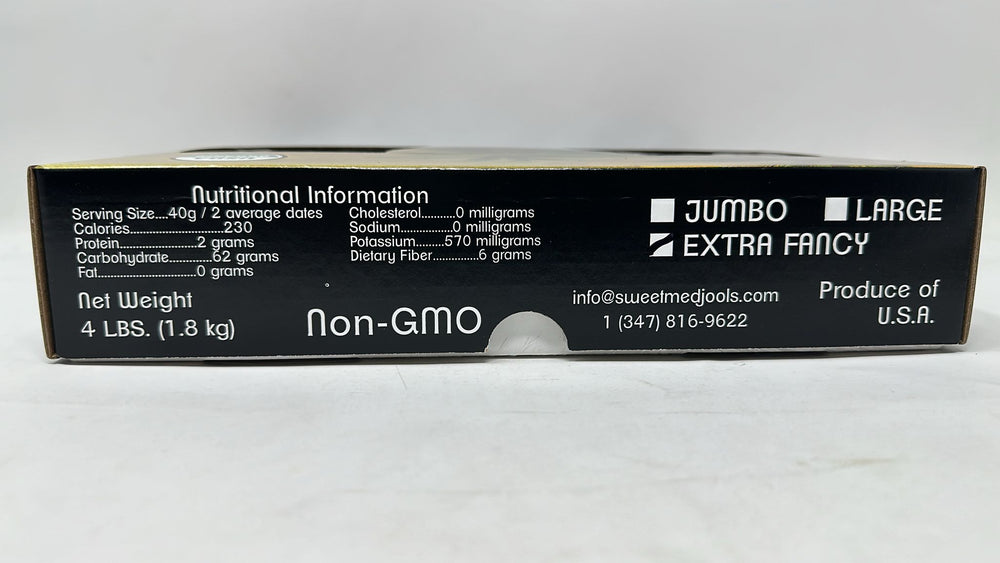 Nutritional Information
Serving Size....40g / 2 average dates
Calories..............................230
Protein...................2 grams
Carbohydrate..........62 grams
Fat........................0 grams
Cholesferol.........0 milligrams
Sodium.............0 milligrams
Potassium.......570 milligrams
Dietary Fiber.............6 grams
JUMBO LARGE
EXTRA FANCY
Net Weight
4 LBS. (1.8 kg)
Non-GMO
info@sweetmedjools.com
1 (347) 816-9622
Produce of
U.S.A.